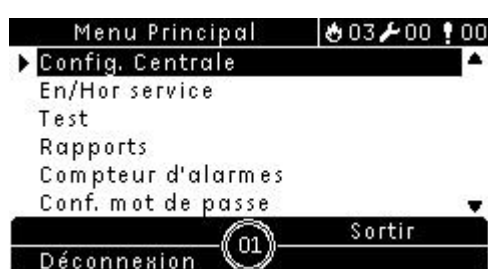 Menu Principal 03 00 00
Config. Centrale
En/Hor service
Test
Rapports
Compteur d'alarmes
Conf. mot de passe
Sortir
01
Déconnexion